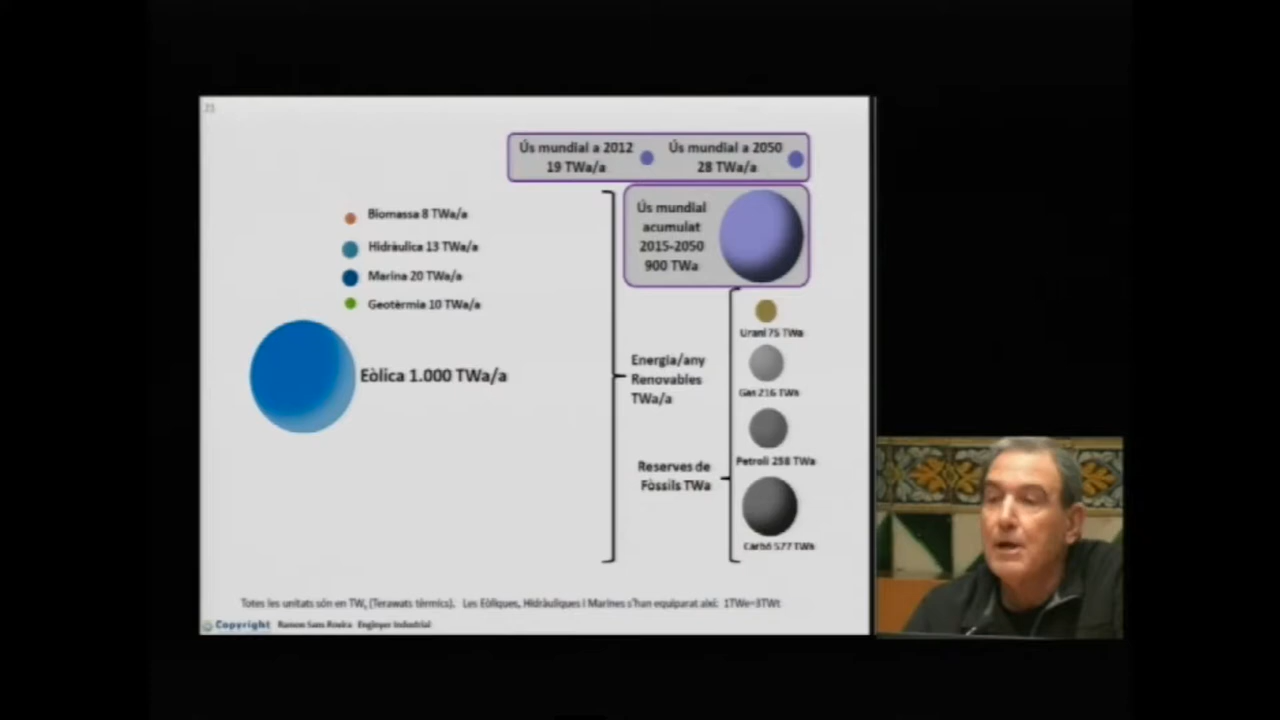 23
Ús mundial a 2012
19 TWa/a
Ús mundial a 2050
28 TWa/a
Ús mundial
acumulat
2015-2050
900 TWa
Biomassa 8 TWa/a
Hidràulica 13 TWa/a
Marina 20 TWa/a
Geotèrmia 10 TWa/a
Eòlica 1.000 TWa/a
Energia/any
Renovables
TWa/a
Reserves de
Fòssils TWa
Urani 75 TWa
Gas 216 TWa
Petroli 258 TWa
Carbó 577 TWa
Totes les unitats són en TWt (Terawats tèrmics). Les Eòliques, Hidràuliques i Marines s'han equiparat així: 1TWe=3TWt
Copyright Ramon Sans Rovira Enginyer Industrial